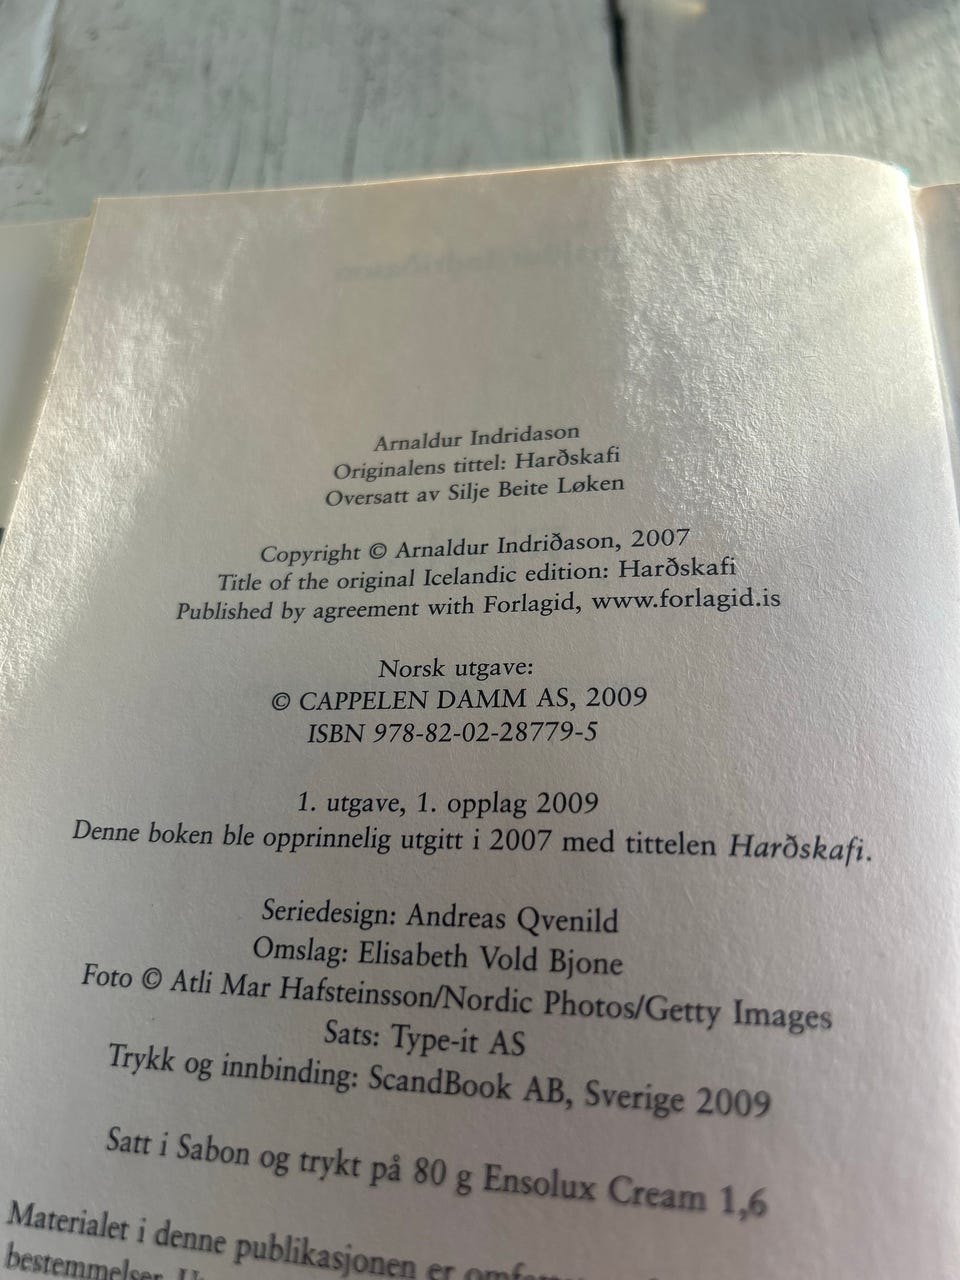 Arnaldur Indridason
Originalens tittel: Harðskafi
Oversatt av Silje Beite Løken
Copyright © Arnaldur Indriðason, 2007
Title of the original Icelandic edition: Harðskafi
Published by agreement with Forlagid, www.forlagid.is
Norsk utgave:
© CAPPELEN DAMM AS, 2009
ISBN 978-82-02-28779-5
1. utgave, 1. opplag 2009
Denne boken ble opprinnelig utgitt i 2007 med tittelen Harðskafi.
Seriedesign: Andreas Qvenild
Omslag: Elisabeth Vold Bjone
Foto © Atli Mar Hafsteinsson/Nordic Photos/Getty Images
Sats: Type-it AS
Trykk og innbinding: ScandBook AB, Sverige 2009
Satt i Sabon og trykt på 80 g Ensolux Cream 1,6
Materialet i denne publikasjonen er
bestemmelser.